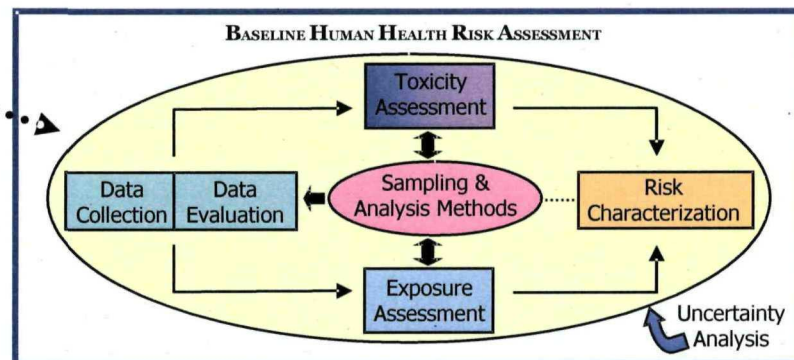 BASELINE HUMAN HEALTH RISK ASSESSMENT
Toxicity
Assessment
Data
Collection
Data
Evaluation
Sampling &
Analysis Methods
Risk
Characterization
Exposure
Assessment
Uncertainty
Analysis